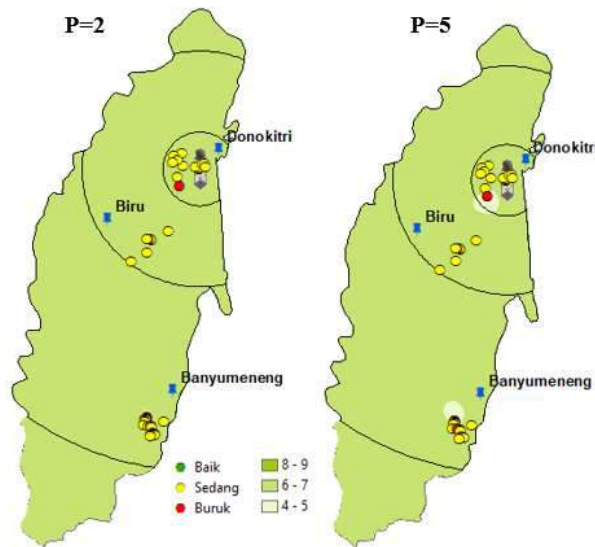 P=2
P=5
Donokitri
Donokitri
Biru
Biru
Banyumeneng
Banyumeneng
Baik
Sedang
Buruk
8 - 9
6 - 7
4 - 5